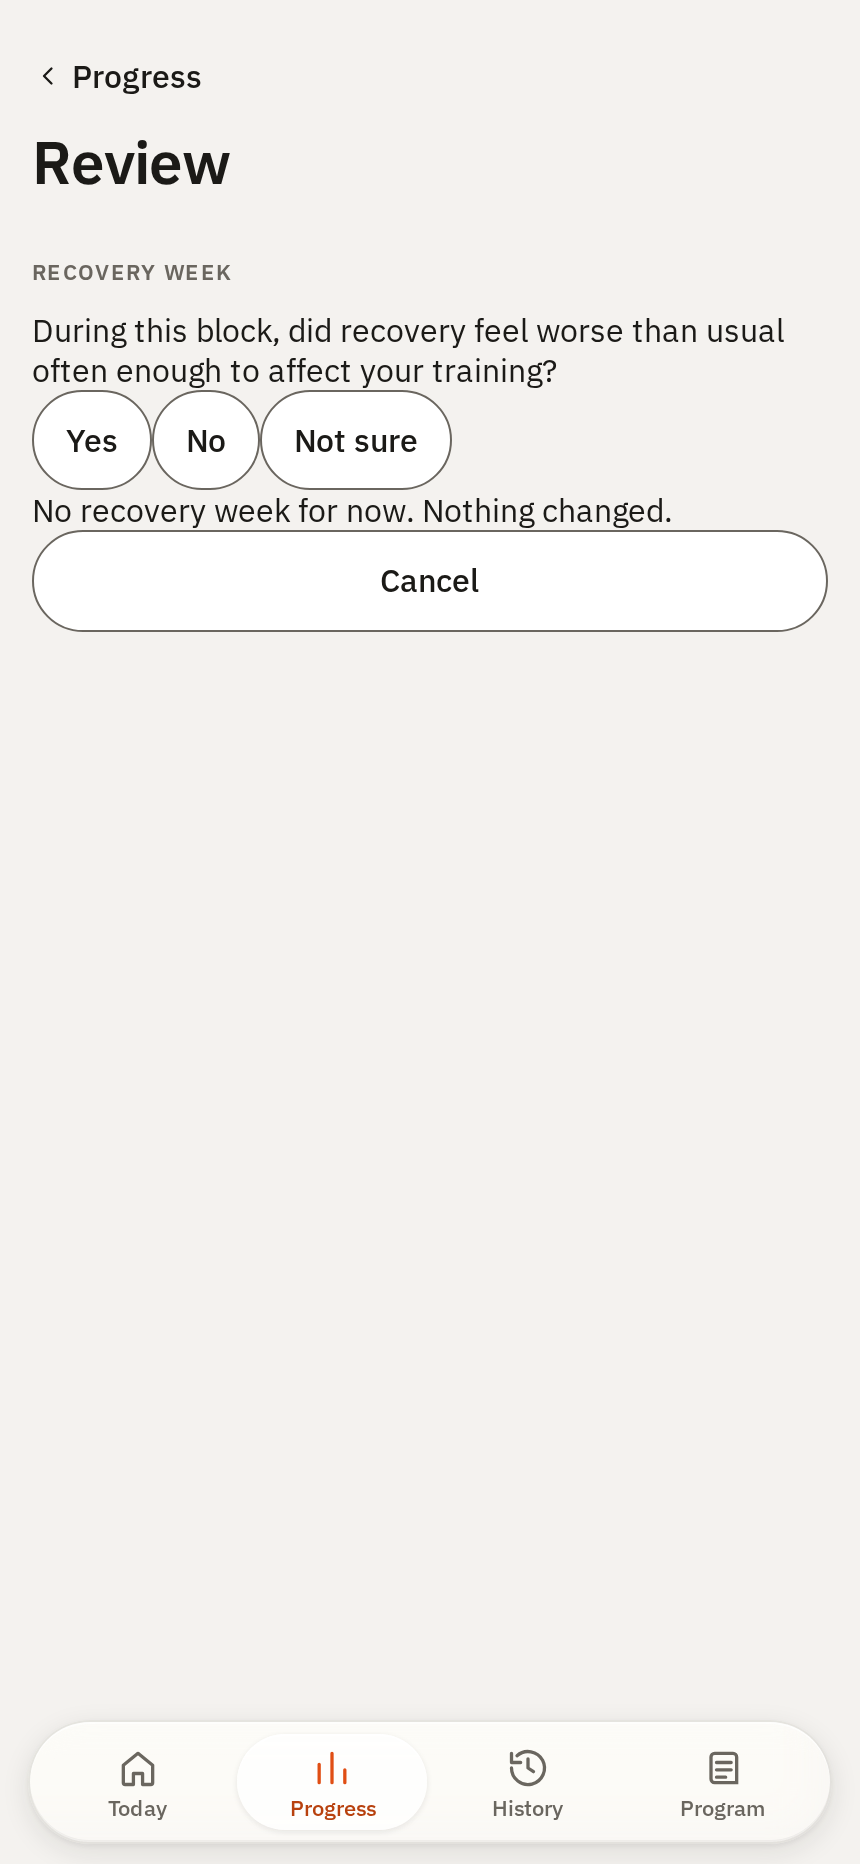 Progress
Review
RECOVERY WEEK
During this block, did recovery feel worse than usual
often enough to affect your training?
Yes No Not sure
No recovery week for now. Nothing changed.
Cancel
Today Progress History Program